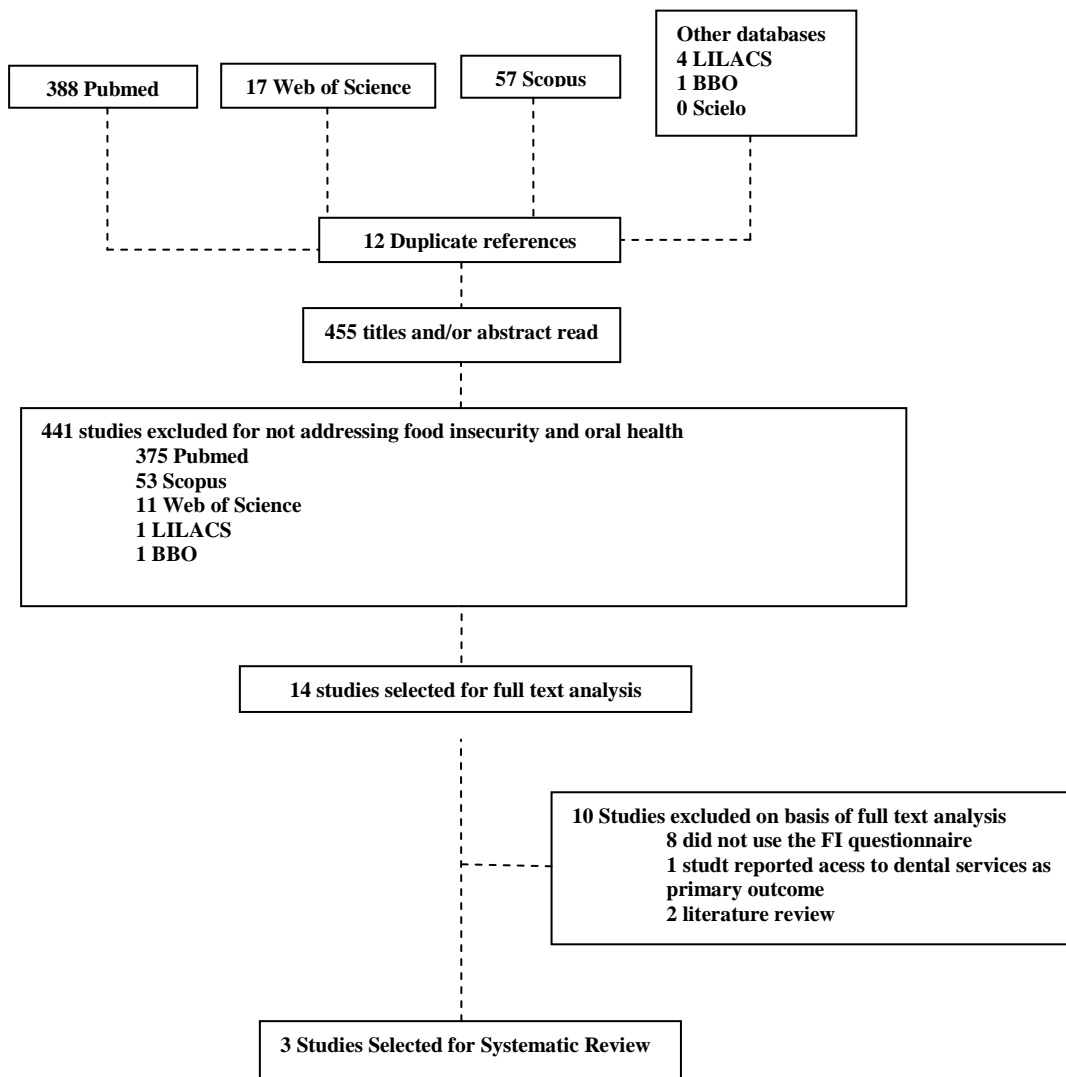 388 Pubmed
17 Web of Science
57 Scopus
Other databases
4 LILACS
1 BBO
0 Scielo
12 Duplicate references
455 titles and/or abstract read
441 studies excluded for not addressing food insecurity and oral health
375 Pubmed
53 Scopus
11 Web of Science
1 LILACS
1 BBO
14 studies selected for full text analysis
10 Studies excluded on basis of full text analysis
8 did not use the FI questionnaire
1 studt reported acess to dental services as
primary outcome
2 literature review
3 Studies Selected for Systematic Review